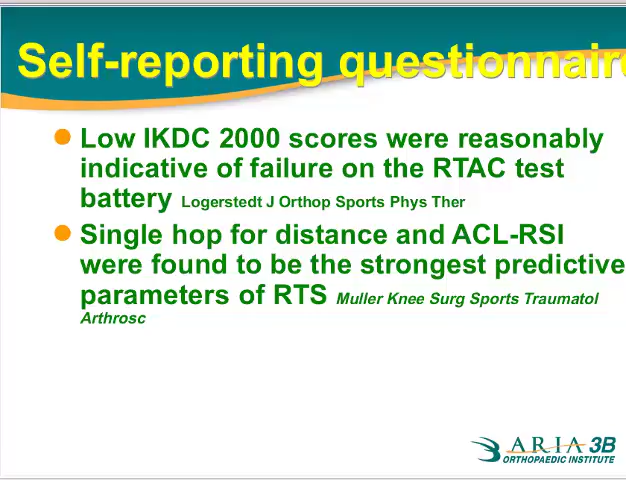 Self-reporting questionnaire
Low IKDC 2000 scores were reasonably
indicative of failure on the RTAC test
battery Logerstedt J Orthop Sports Phys Ther
Single hop for distance and ACL-RSI
were found to be the strongest predictive
parameters of RTS Muller Knee Surg Sports Traumatol
Arthrosc
ARIA 3B
ORTHOPAEDIC INSTITUTE